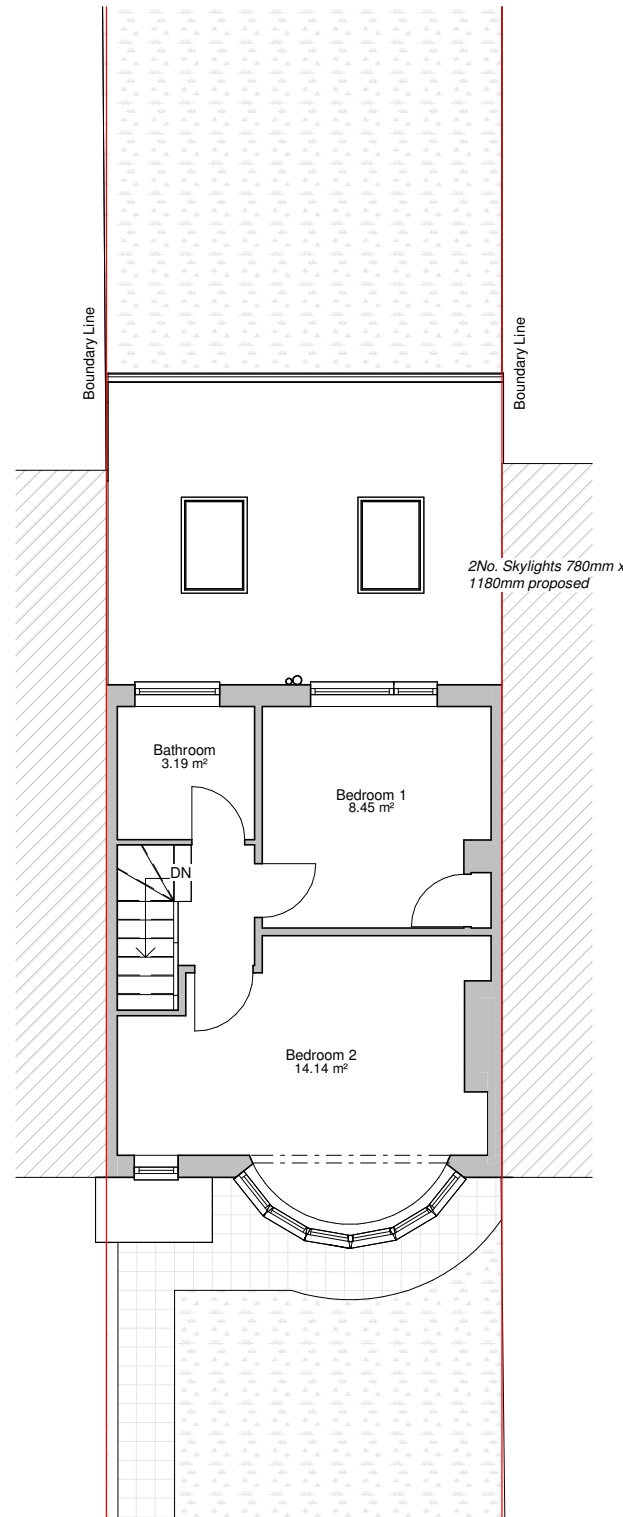 Boundary Line
Boundary Line
2No. Skylights 780mm x
1180mm proposed
Bathroom
3.19 m²
Bedroom 1
8.45 m²
DN
Bedroom 2
14.14 m²